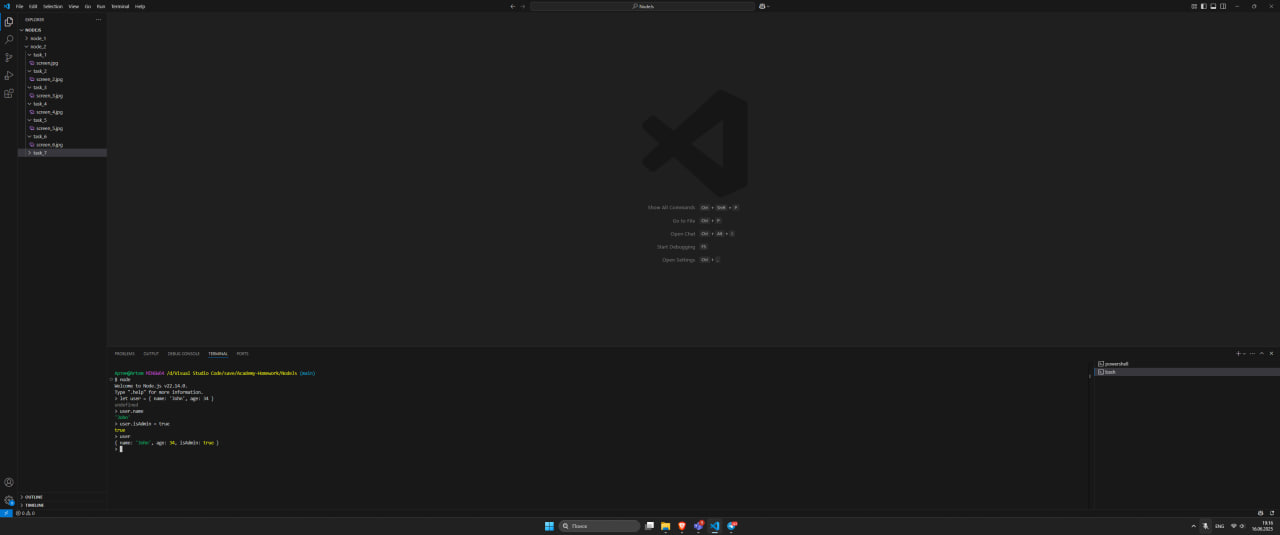 File Edit Selection View Go Run Terminal Help
NodeJs
EXPLORER
NODEJS
node_1
node_2
task_1
screen.jpg
task_2
screen_2.jpg
task_3
screen_3.jpg
task_4
screen_4.jpg
task_5
screen_5.jpg
task_6
screen_6.jpg
task_7
Show All Commands Ctrl + Shift + P
Go to File Ctrl + P
Open Chat Ctrl + Alt + I
Start Debugging F5
Open Settings Ctrl + ,
PROBLEMS OUTPUT DEBUG CONSOLE TERMINAL PORTS
MINGW64 /d/Visual Studio Code/save/Academy-Homework/NodeJs (main)
$ node
Welcome to Node.js v22.14.0.
Type ".help" for more information.
> let user = { name: 'John', age: 34 }
undefined
> user.name
'John'
> user.isAdmin = true
true
> user
{ name: 'John', age: 34, isAdmin: true }
>
powershell
bash
OUTLINE
TIMELINE
0 0
Поиск
ENG
19:16
16.06.2025